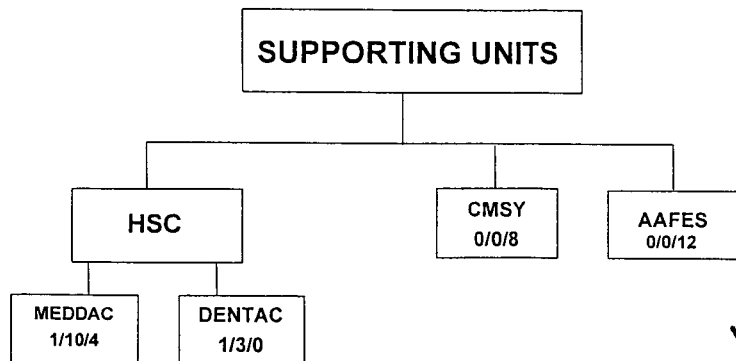 SUPPORTING UNITS
HSC
CMSY
0/0/8
AAFES
0/0/12
MEDDAC
1/10/4
DENTAC
1/3/0